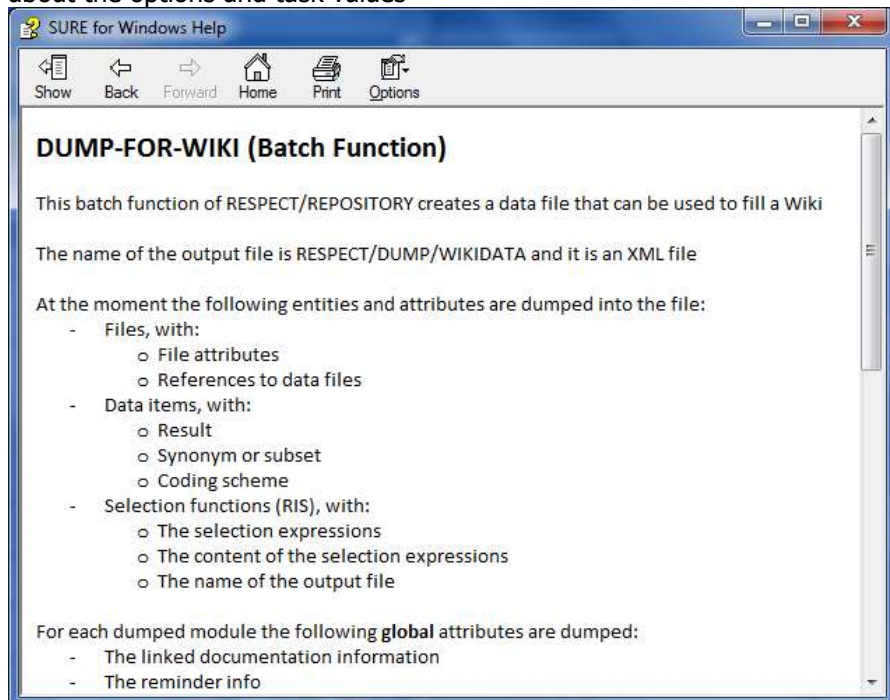 about the options and task values
SURE for Windows Help
Show Back Forward Home Print Options
DUMP-FOR-WIKI (Batch Function)
This batch function of RESPECT/REPOSITORY creates a data file that can be used to fill a Wiki
The name of the output file is RESPECT/DUMP/WIKIDATA and it is an XML file
At the moment the following entities and attributes are dumped into the file:
- Files, with:
o File attributes
o References to data files
- Data items, with:
o Result
o Synonym or subset
o Coding scheme
- Selection functions (RIS), with:
o The selection expressions
o The content of the selection expressions
o The name of the output file
For each dumped module the following global attributes are dumped:
- The linked documentation information
- The reminder info